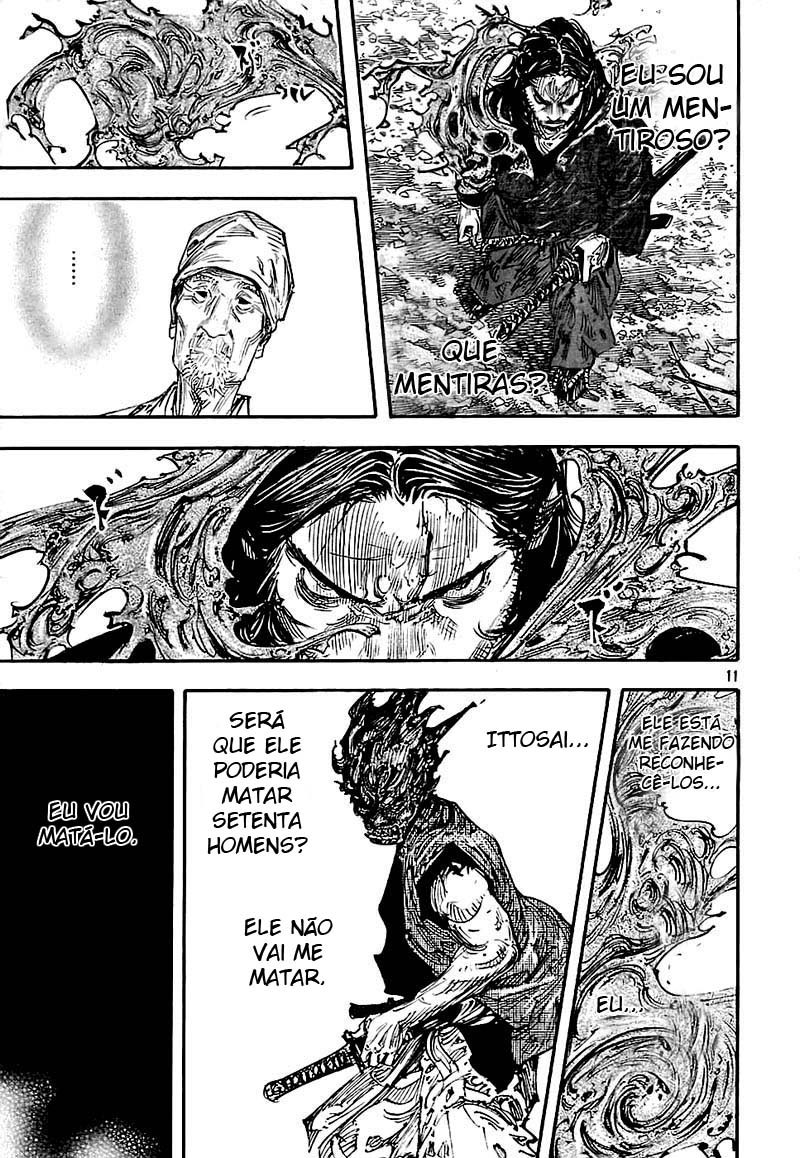 EU SOU
UM MEN-
TIROSO?
QUE
MENTIRAS?
.......
11
ELE ESTÁ
ME FAZENDO
RECONHE-
CÊ-LOS...
EU...
ITTOSAI...
SERÁ
QUE ELE
PODERIA
MATAR
SETENTA
HOMENS?
ELE NÃO
VAI ME
MATAR.
EU VOU
MATÁ-LO.